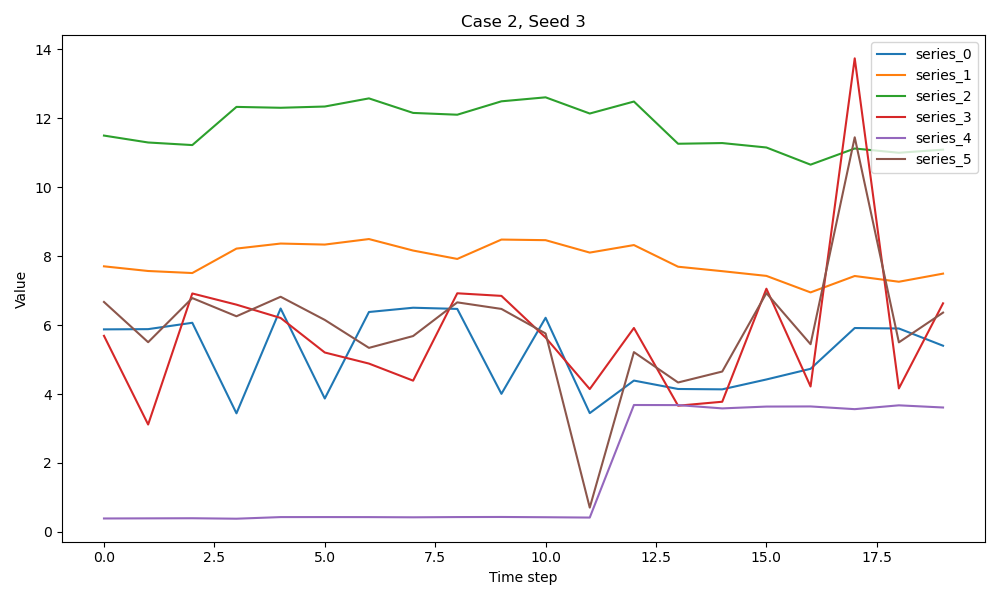 Case 2, Seed 3
Value
14
12
10
8
6
4
2
0
series_0
series_1
series_2
series_3
series_4
series_5
0.0
2.5
5.0
7.5
10.0
12.5
15.0
17.5
Time step